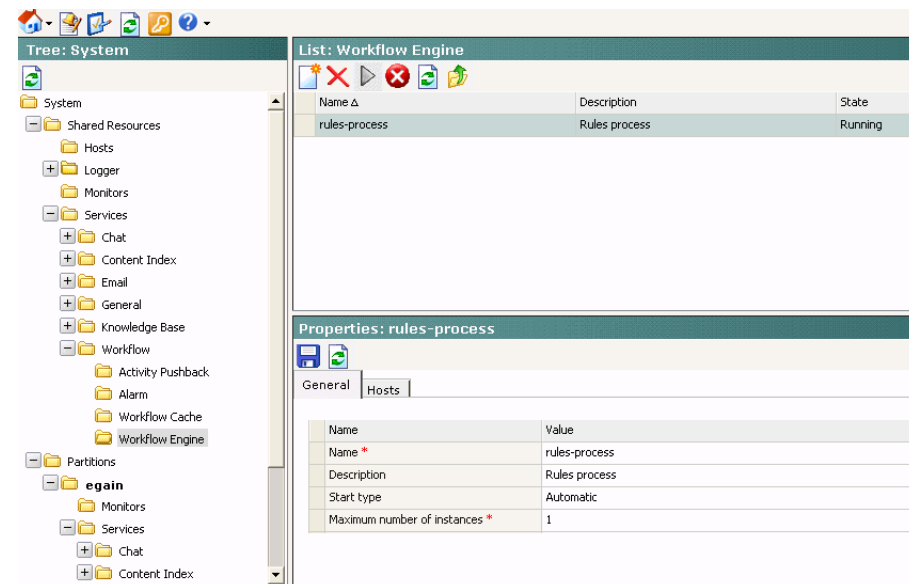 Tree: System
System
Shared Resources
Hosts
Logger
Monitors
Services
Chat
Content Index
Email
General
Knowledge Base
Workflow
Activity Pushback
Alarm
Workflow Cache
Workflow Engine
Partitions
egain
Monitors
Services
Chat
Content Index
List: Workflow Engine
Name Description State
rules-process Rules process Running
Properties: rules-process
General Hosts
Name Value
Name * rules-process
Description Rules process
Start type Automatic
Maximum number of instances * 1